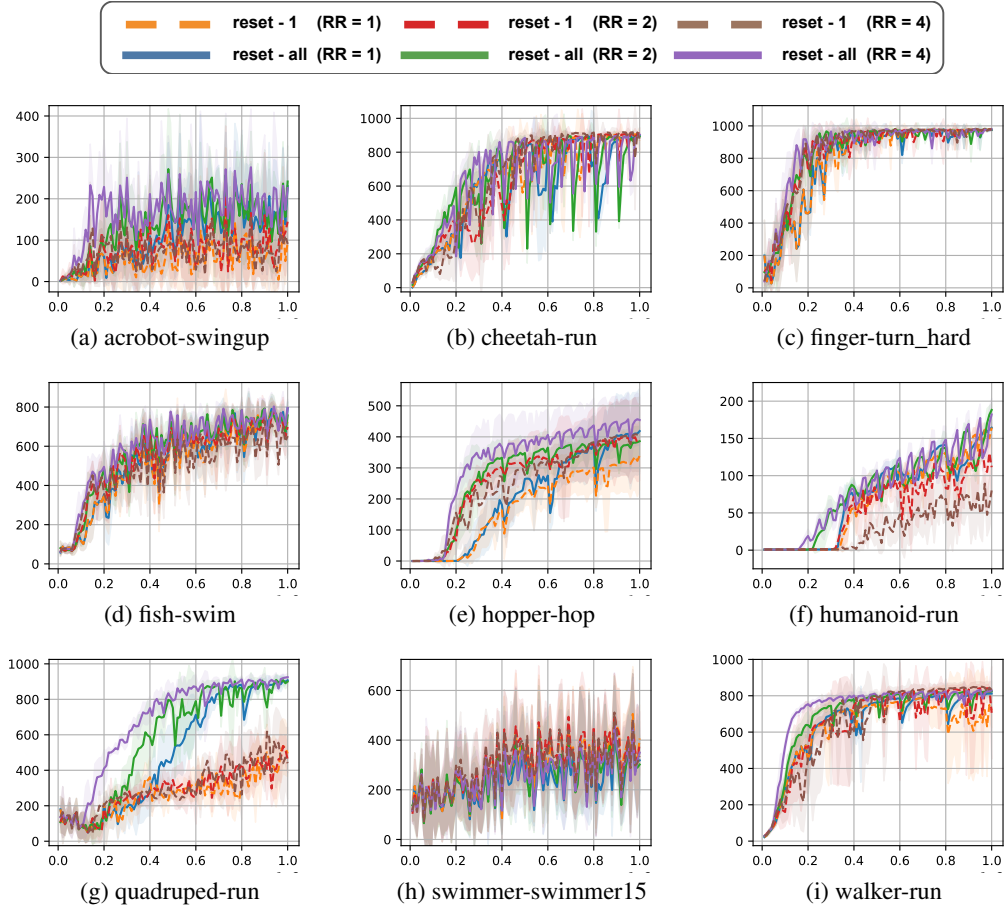 reset - 1 (RR = 1) reset - 1 (RR = 2) reset - 1 (RR = 4)
reset - all (RR = 1) reset - all (RR = 2) reset - all (RR = 4)
400
300
200
100
0
0.0 0.2 0.4 0.6 0.8 1.0
(a) acrobot-swingup
1000
800
600
400
200
0
0.0 0.2 0.4 0.6 0.8 1.0
(b) cheetah-run
1000
800
600
400
200
0
0.0 0.2 0.4 0.6 0.8 1.0
(c) finger-turn_hard
800
600
400
200
0
0.0 0.2 0.4 0.6 0.8 1.0
(d) fish-swim
500
400
300
200
100
0
0.0 0.2 0.4 0.6 0.8 1.0
(e) hopper-hop
200
150
100
50
0
0.0 0.2 0.4 0.6 0.8 1.0
(f) humanoid-run
1000
800
600
400
200
0
0.0 0.2 0.4 0.6 0.8 1.0
(g) quadruped-run
600
400
200
0
0.0 0.2 0.4 0.6 0.8 1.0
(h) swimmer-swimmer15
1000
800
600
400
200
0
0.0 0.2 0.4 0.6 0.8 1.0
(i) walker-run